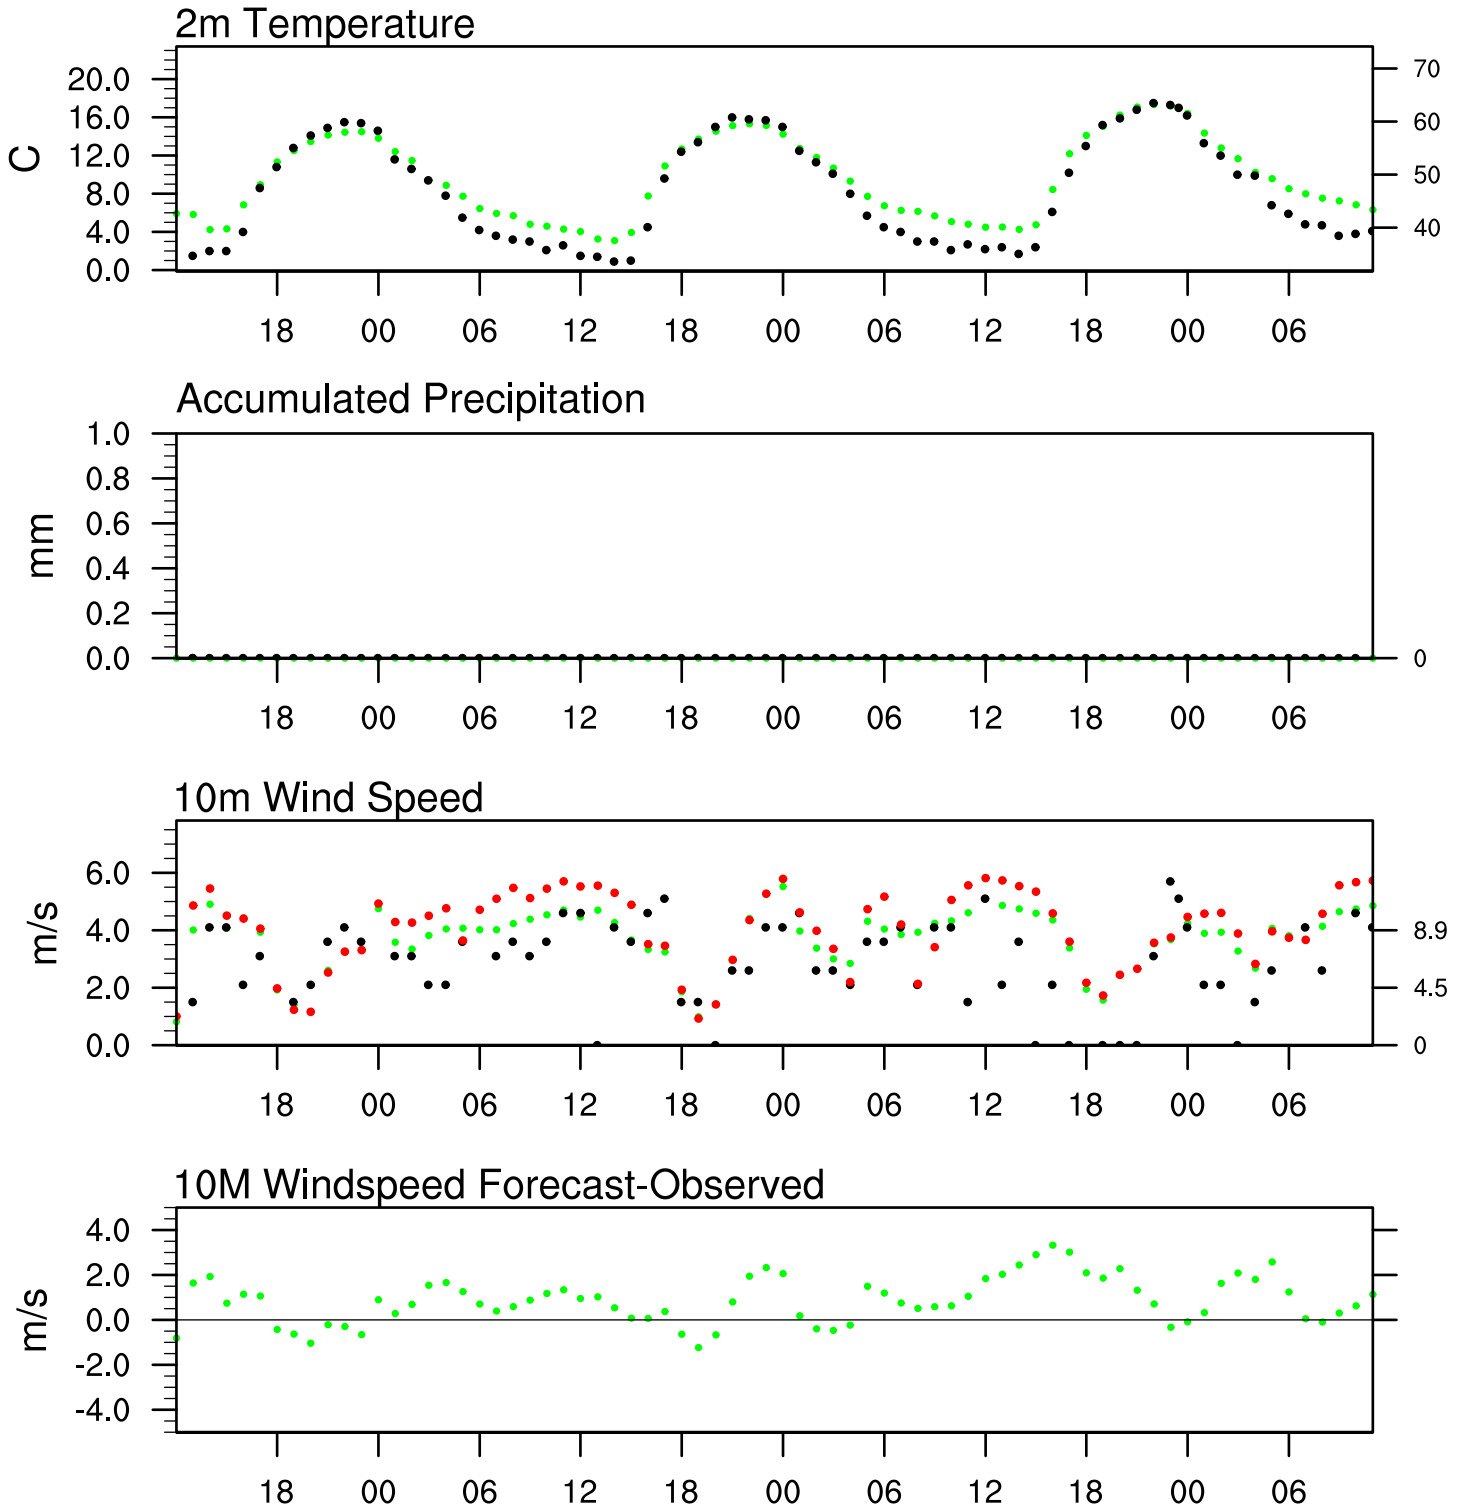 2m Temperature
C
20.0 70
16.0 60
12.0
8.0 50
4.0 40
0.0
18 00 06 12 18 00 06 12 18 00 06
Accumulated Precipitation
mm
1.0
0.8
0.6
0.4
0.2
0.0 0
18 00 06 12 18 00 06 12 18 00 06
10m Wind Speed
m/s
6.0
4.0 8.9
2.0 4.5
0.0 0
18 00 06 12 18 00 06 12 18 00 06
10M Windspeed Forecast-Observed
m/s
4.0
2.0
0.0
-2.0
-4.0
18 00 06 12 18 00 06 12 18 00 06